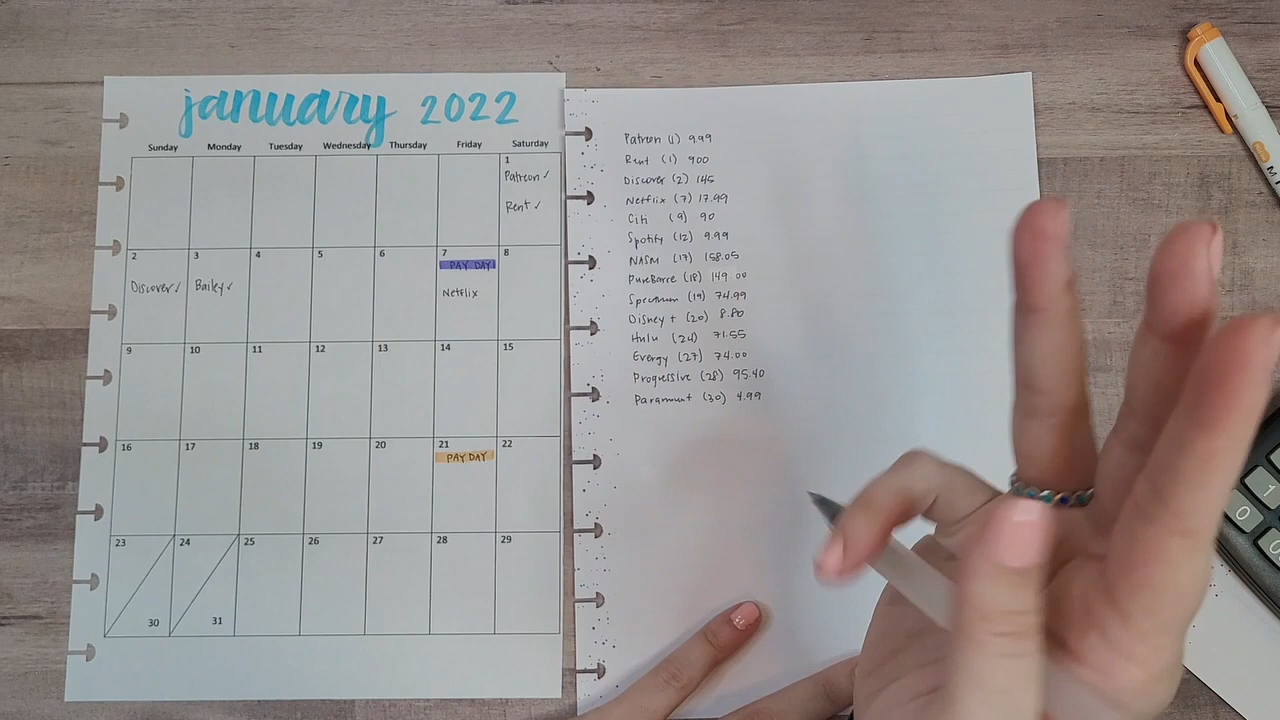 january 2022
Sunday Monday Tuesday Wednesday Thursday Friday Saturday
1
Patreon ✓
Rent ✓
2 3 4 5 6 7 8
PAY DAY
Discover ✓ Bailey ✓ Netflix
9 10 11 12 13 14 15
16 17 18 19 20 21 22
PAY DAY
23 24 25 26 27 28 29
30 31
Patreon (1) 9.99
Rent (1) 900
Discover (2) 145
Netflix (7) 17.99
Citi (9) 90
Spotify (12) 9.99
NASM (17) 158.05
PureBarre (18) 149.00
Spectrum (19) 74.99
Disney + (20) 8.80
Hulu (24) 71.55
Energy (27) 74.00
Progressive (28) 95.40
Paramount (30) 4.99
1
0